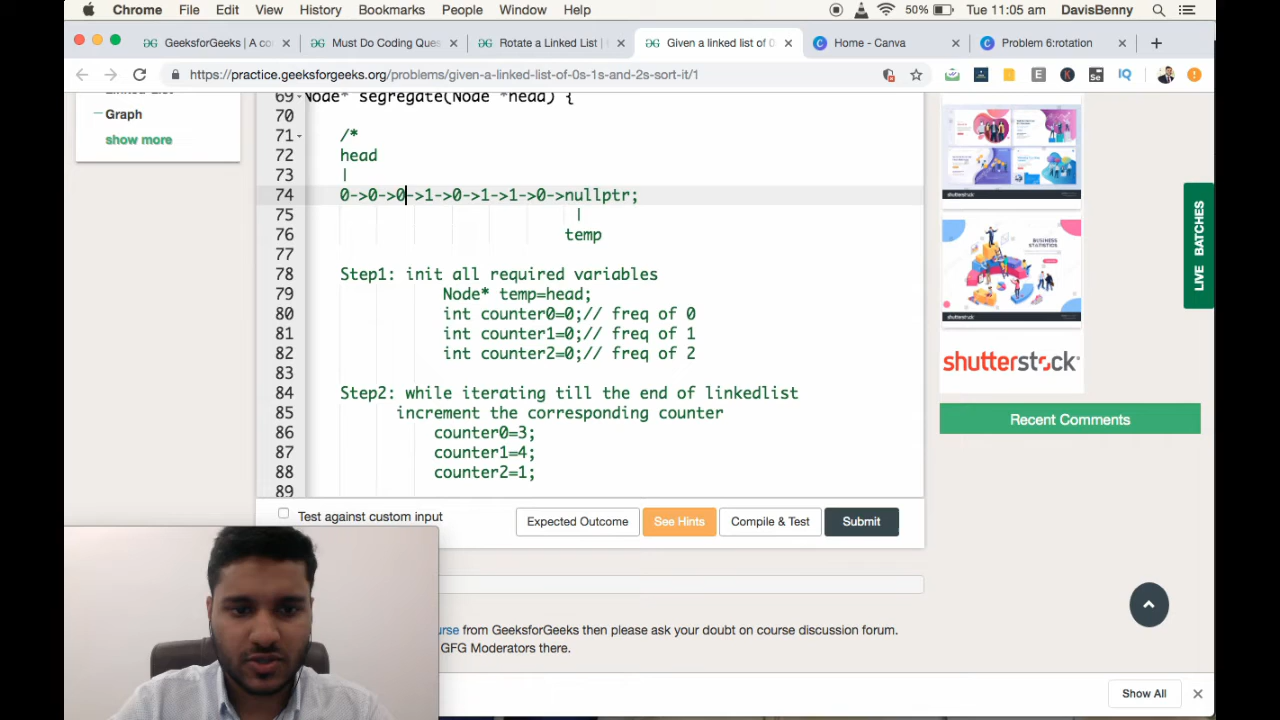 Chrome File Edit View History Bookmarks People Window Help 50% Tue 11:05 am DavisBenny
GeeksforGeeks | A co
Must Do Coding Ques
Rotate a Linked List |
Given a linked list of 0
Home - Canva
Problem 6:rotation
https://practice.geeksforgeeks.org/problems/given-a-linked-list-of-0s-1s-and-2s-sort-it/1
Graph
show more
69 Node* segregate(Node *head) {
70
71 /*
72 head
73 |
74 0->0->0->1->0->1->1->0->nullptr;
75 |
76 temp
77
78 Step1: init all required variables
79 Node* temp=head;
80 int counter0=0;// freq of 0
81 int counter1=0;// freq of 1
82 int counter2=0;// freq of 2
83
84 Step2: while iterating till the end of linkedlist
85 increment the corresponding counter
86 counter0=3;
87 counter1=4;
88 counter2=1;
89
Test against custom input
Expected Outcome
See Hints
Compile & Test
Submit
BUSINESS
STATISTICS
shutterstock
LIVE BATCHES
Recent Comments
urse from GeeksforGeeks then please ask your doubt on course discussion forum.
GFG Moderators there.
Show All